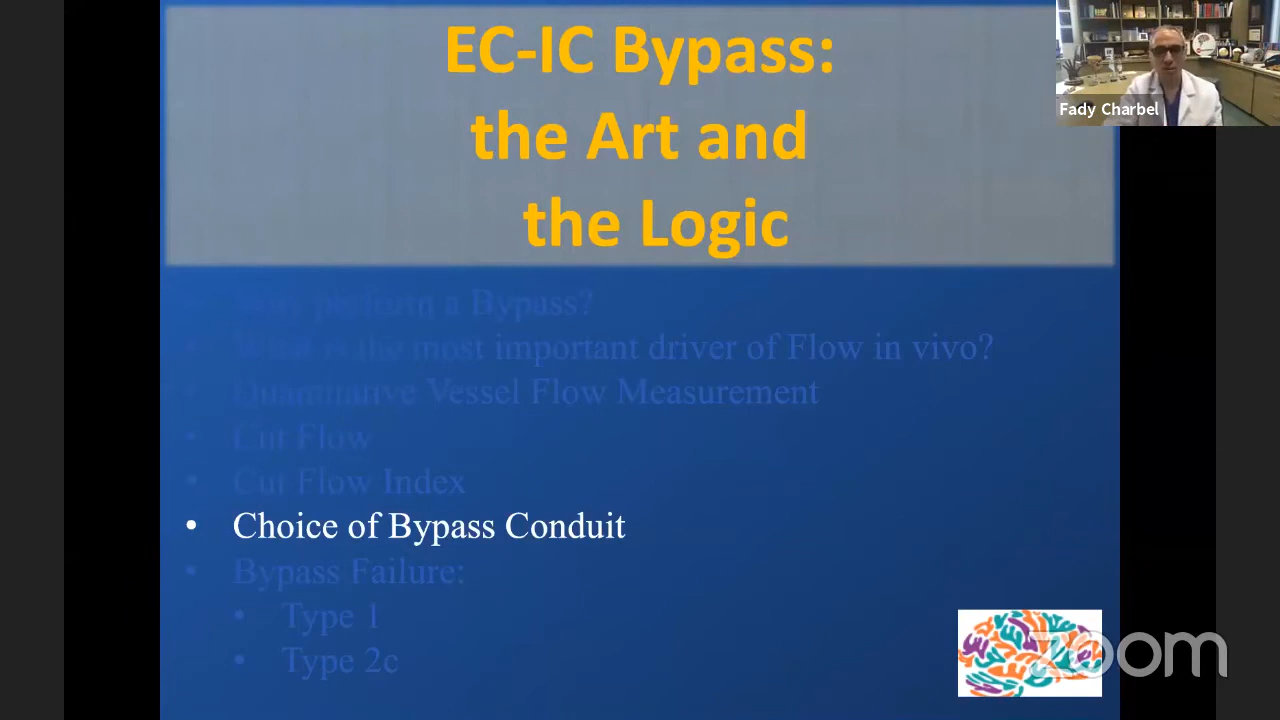 EC-IC Bypass:
the Art and
the Logic
Fady Charbel
Why perform a Bypass?
What is the most important driver of Flow in vivo?
Quantitative Vessel Flow Measurement
Cut Flow
Cut Flow Index
• Choice of Bypass Conduit
• Bypass Failure:
• Type 1
• Type 2c
zoom